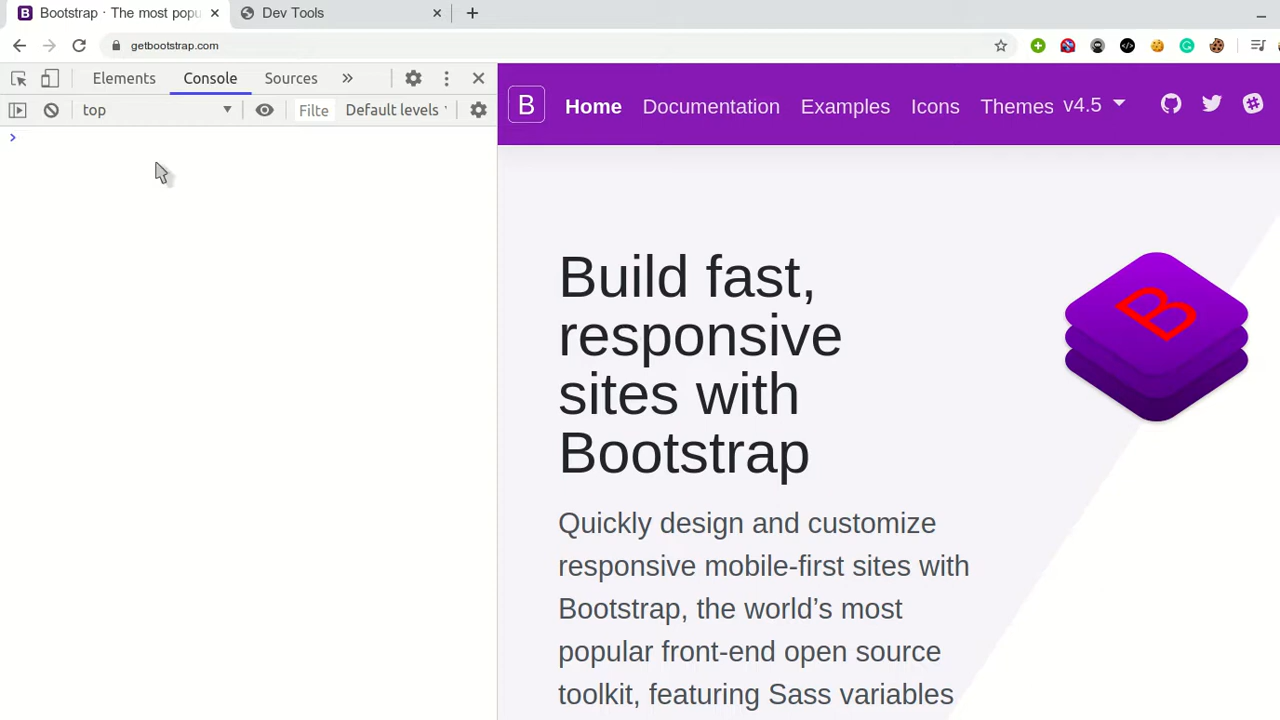 Bootstrap · The most popu
Dev Tools
getbootstrap.com
Elements Console Sources »
top Filte Default levels
B Home Documentation Examples Icons Themes v4.5
Build fast,
responsive
sites with
Bootstrap
Quickly design and customize
responsive mobile-first sites with
Bootstrap, the world’s most
popular front-end open source
toolkit, featuring Sass variables
B